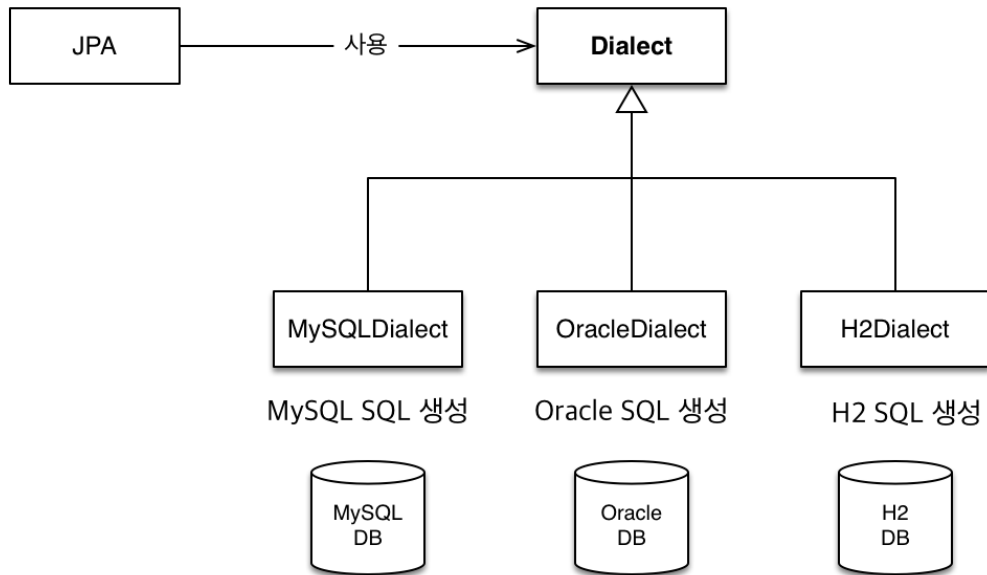 JPA
사용
Dialect
MySQLDialect
OracleDialect
H2Dialect
MySQL SQL 생성
Oracle SQL 생성
H2 SQL 생성
MySQL
DB
Oracle
DB
H2
DB